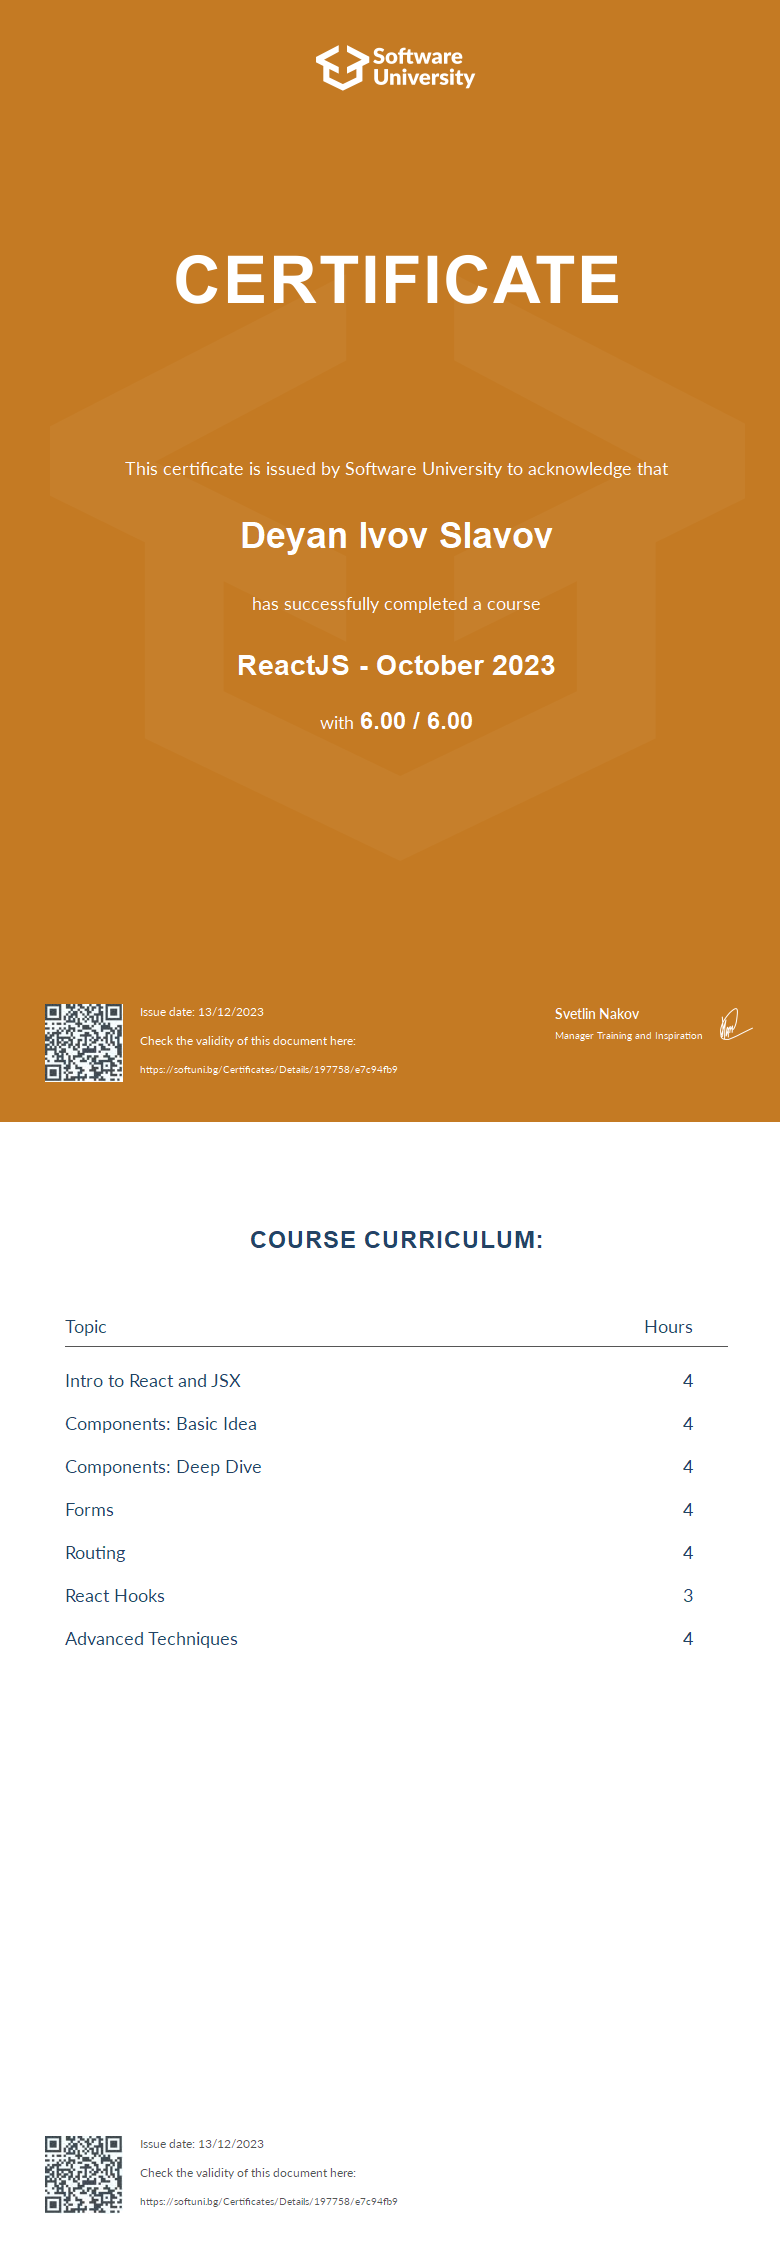 Software
University
CERTIFICATE
This certificate is issued by Software University to acknowledge that
Deyan Ivov Slavov
has successfully completed a course
ReactJS - October 2023
with 6.00 / 6.00
Issue date: 13/12/2023
Check the validity of this document here:
https://softuni.bg/Certificates/Details/197758/e7c94fb9
Svetlin Nakov
Manager Training and Inspiration
COURSE CURRICULUM:
Topic Hours
Intro to React and JSX 4
Components: Basic Idea 4
Components: Deep Dive 4
Forms 4
Routing 4
React Hooks 3
Advanced Techniques 4
Issue date: 13/12/2023
Check the validity of this document here:
https://softuni.bg/Certificates/Details/197758/e7c94fb9